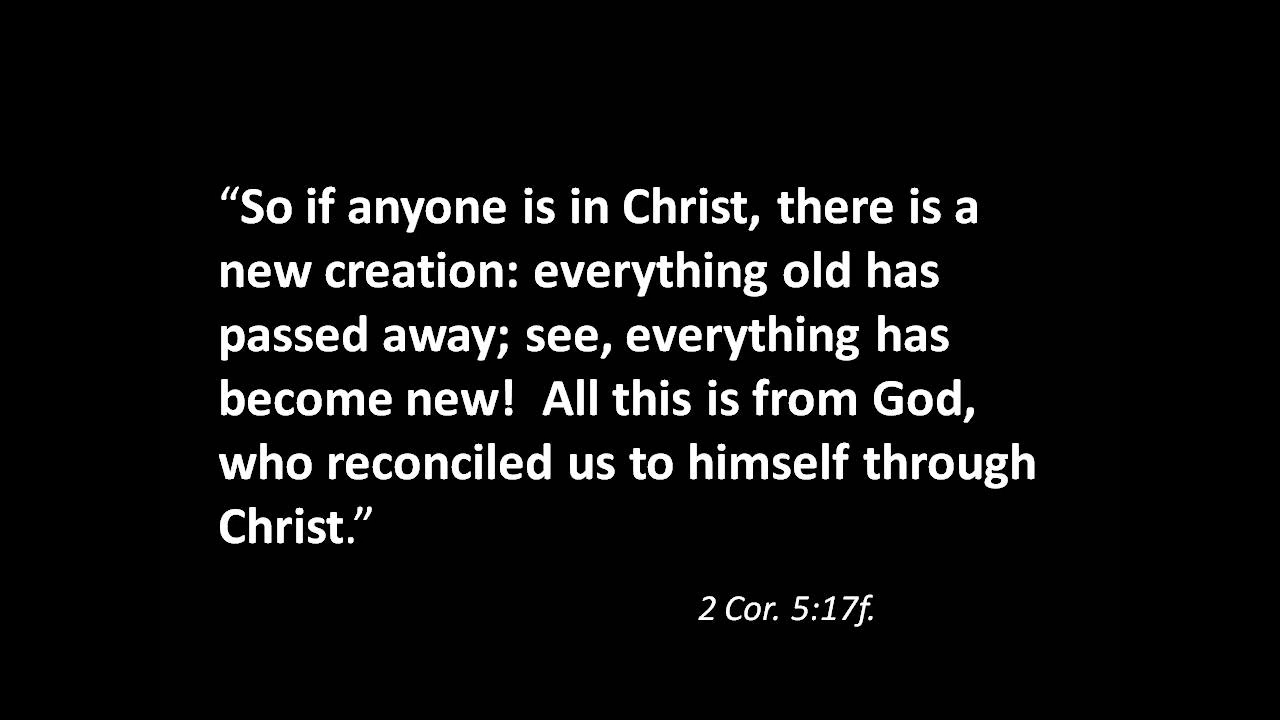 “So if anyone is in Christ, there is a
new creation: everything old has
passed away; see, everything has
become new!  All this is from God,
who reconciled us to himself through
Christ.”
2 Cor. 5:17f.